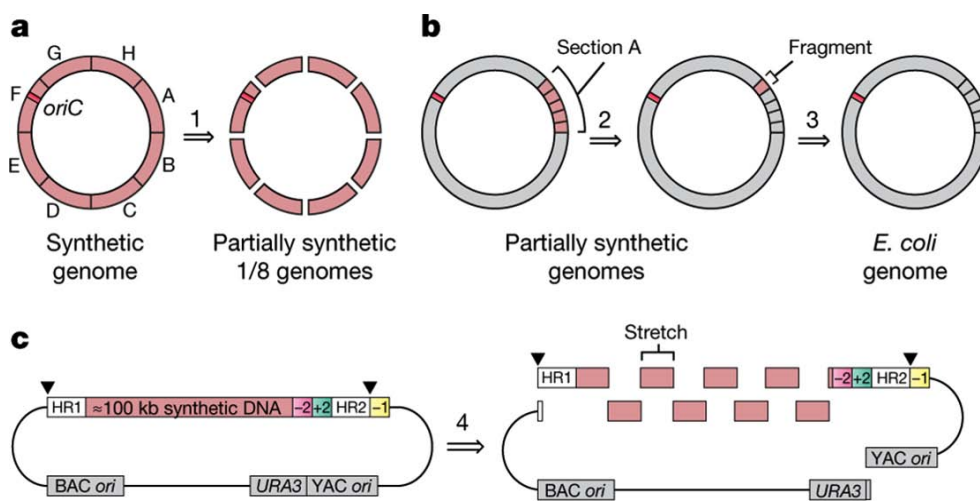 a
b
G H
F A
oriC
E B
D C
1
Synthetic
genome
Partially synthetic
1/8 genomes
Section A
Fragment
2
3
Partially synthetic
genomes
E. coli
genome
c
HR1 ≈100 kb synthetic DNA −2 +2 HR2 −1
BAC ori URA3 YAC ori
4
Stretch
HR1 −2 +2 HR2 −1
YAC ori
BAC ori URA3